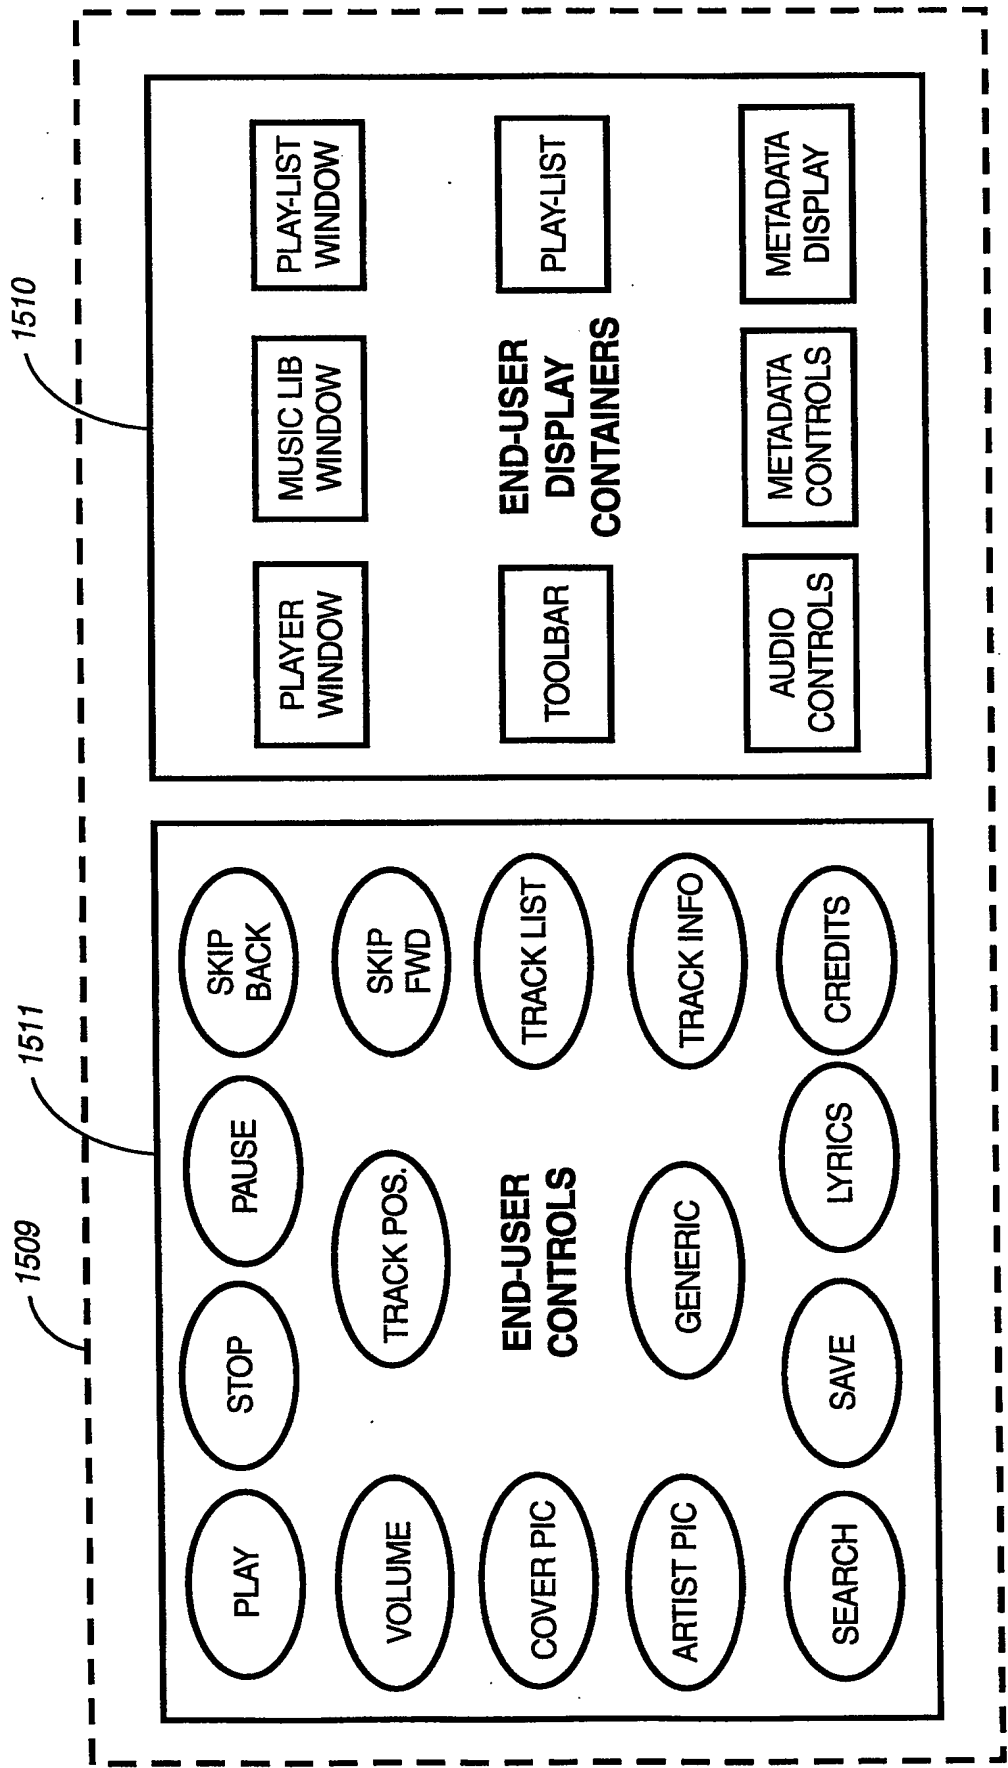 1509
1511
1510
PLAY
STOP
PAUSE
SKIP
BACK
VOLUME
TRACK POS.
SKIP
FWD
COVER PIC
END-USER
CONTROLS
TRACK LIST
ARTIST PIC
GENERIC
TRACK INFO
SEARCH
SAVE
LYRICS
CREDITS
PLAYER
WINDOW
MUSIC LIB
WINDOW
PLAY-LIST
WINDOW
TOOLBAR
END-USER
DISPLAY
CONTAINERS
PLAY-LIST
AUDIO
CONTROLS
METADATA
CONTROLS
METADATA
DISPLAY